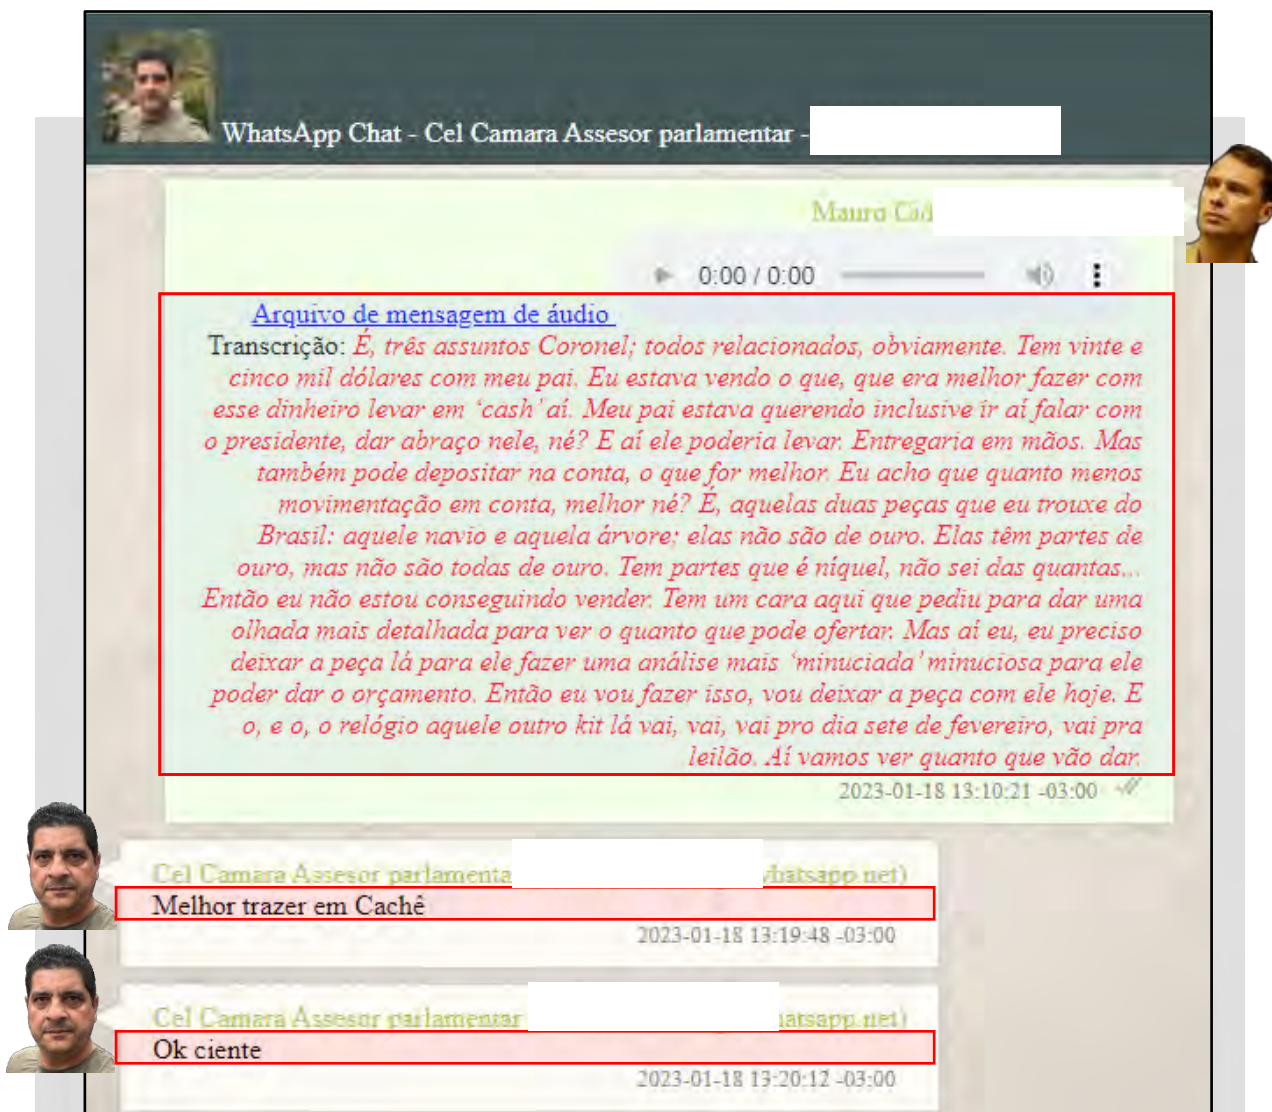 WhatsApp Chat - Cel Camara Assesor parlamentar -
Mauro Cid
0:00 / 0:00
Arquivo de mensagem de áudio
Transcrição: É, três assuntos Coronel; todos relacionados, obviamente. Tem vinte e
cinco mil dólares com meu pai. Eu estava vendo o que, que era melhor fazer com
esse dinheiro levar em ‘cash’ aí. Meu pai estava querendo inclusive ir aí falar com
o presidente, dar abraço nele, né? E aí ele poderia levar. Entregaria em mãos. Mas
também pode depositar na conta, o que for melhor. Eu acho que quanto menos
movimentação em conta, melhor né? É, aquelas duas peças que eu trouxe do
Brasil: aquele navio e aquela árvore; elas não são de ouro. Elas têm partes de
ouro, mas não são todas de ouro. Tem partes que é níquel, não sei das quantas...
Então eu não estou conseguindo vender. Tem um cara aqui que pediu para dar uma
olhada mais detalhada para ver o quanto que pode ofertar. Mas aí eu, eu preciso
deixar a peça lá para ele fazer uma análise mais ‘minuciada’ minuciosa para ele
poder dar o orçamento. Então eu vou fazer isso, vou deixar a peça com ele hoje. E
o, e o, o relógio aquele outro kit lá vai, vai, vai pro dia sete de fevereiro, vai pra
leilão. Aí vamos ver quanto que vão dar.
2023-01-18 13:10:21 -03:00
Cel Camara Assesor parlamenta whatsapp.net)
Melhor trazer em Cachê
2023-01-18 13:19:48 -03:00
Cel Camara Assesor parlamentar hatsapp.net)
Ok ciente
2023-01-18 13:20:12 -03:00